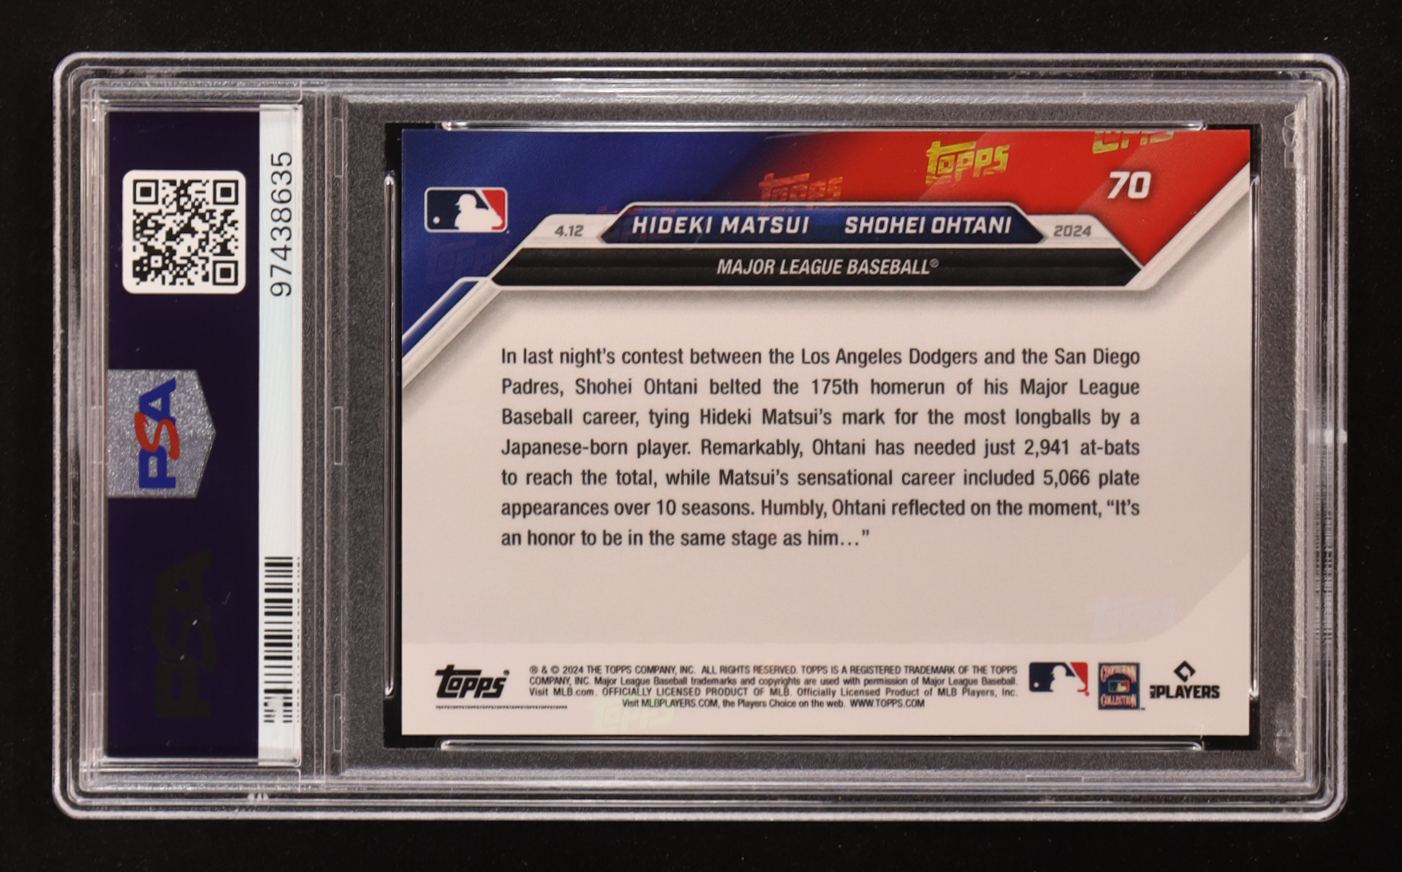 97438635
PSA
PSA
TOPPS
TOPPS
TOPPS
70
4.12
HIDEKI MATSUI SHOHEI OHTANI
2024
MAJOR LEAGUE BASEBALL®
In last night's contest between the Los Angeles Dodgers and the San Diego
Padres, Shohei Ohtani belted the 175th homerun of his Major League
Baseball career, tying Hideki Matsui's mark for the most longballs by a
Japanese-born player. Remarkably, Ohtani has needed just 2,941 at-bats
to reach the total, while Matsui's sensational career included 5,066 plate
appearances over 10 seasons. Humbly, Ohtani reflected on the moment, “It's
an honor to be in the same stage as him...”
Topps
Topps®
® & © 2024 THE TOPPS COMPANY, INC. ALL RIGHTS RESERVED. TOPPS IS A REGISTERED TRADEMARK OF THE TOPPS
COMPANY, INC. Major League Baseball trademarks and copyrights are used with permission of Major League Baseball.
Visit MLB.com. OFFICIALLY LICENSED PRODUCT OF MLB. Officially Licensed Product of MLB Players, Inc.
Visit MLBPLAYERS.COM, the Players Choice on the web. WWW.TOPPS.COM
COOPERSTOWN
COLLECTION
MLB PLAYERS
Topps